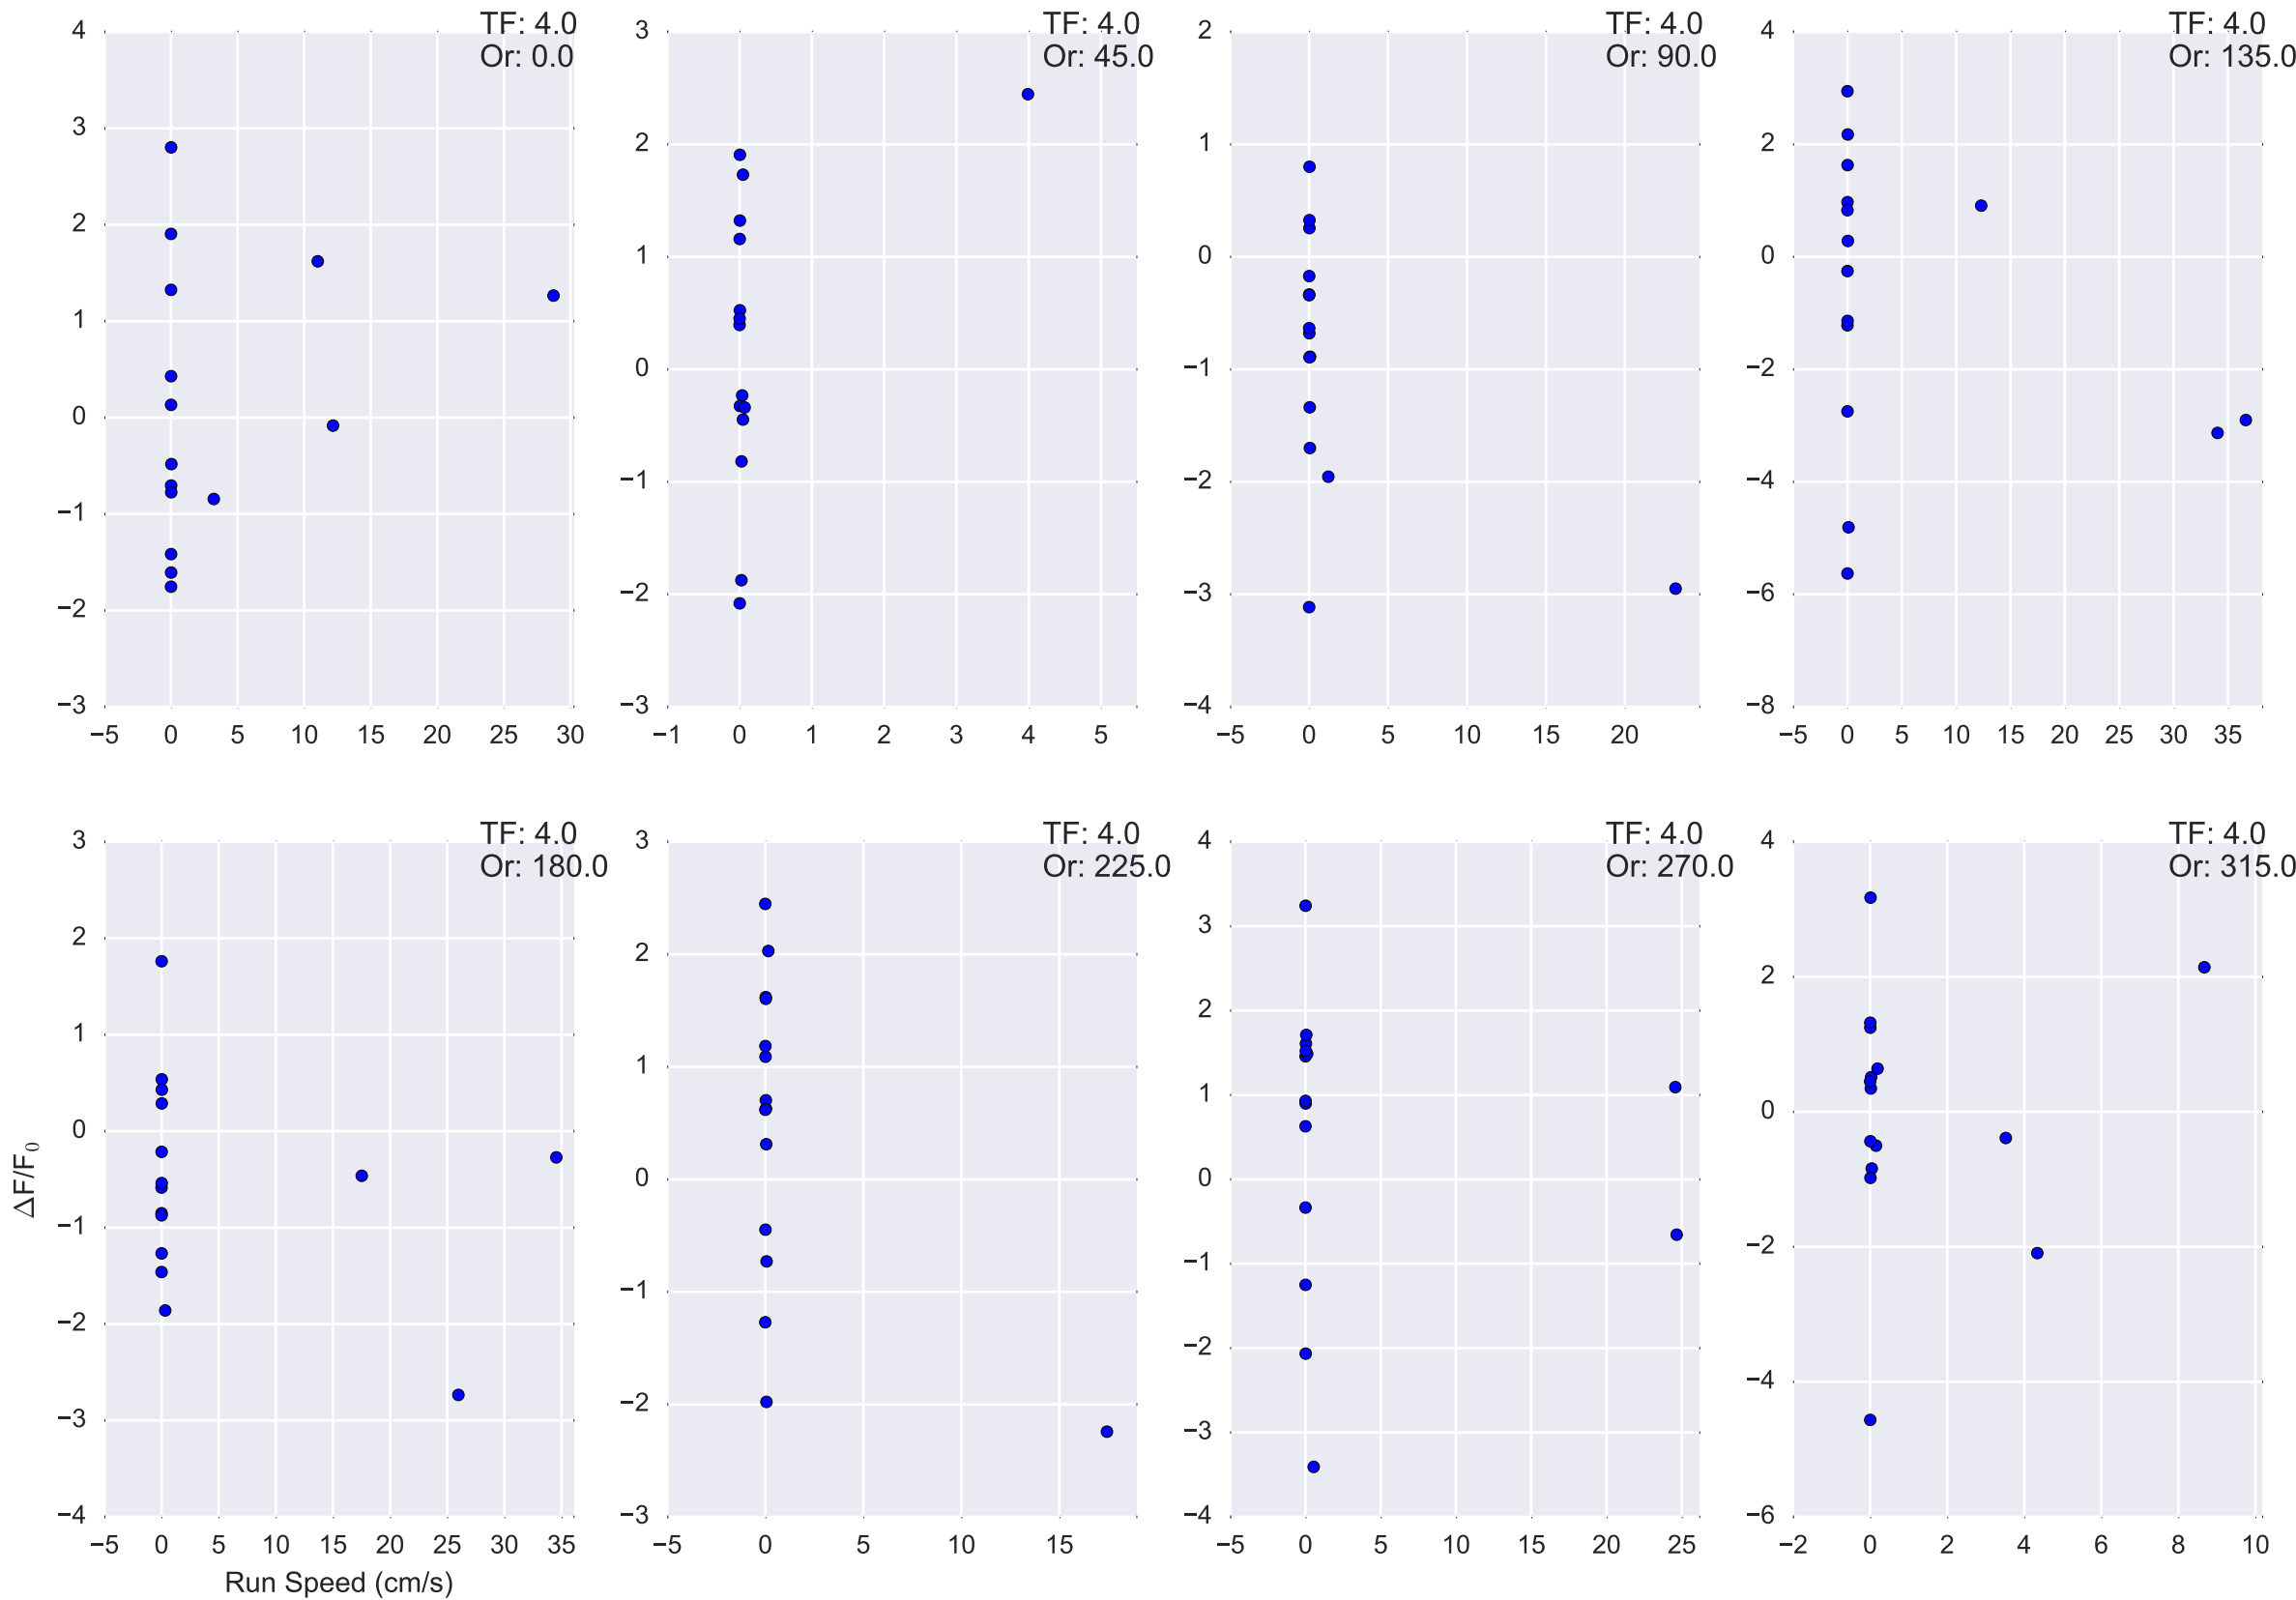 TF: 4.0
Or: 0.0
4
3
2
1
0
−1
−2
−3
−5 0 5 10 15 20 25 30
TF: 4.0
Or: 45.0
3
2
1
0
−1
−2
−3
−1 0 1 2 3 4 5
TF: 4.0
Or: 90.0
2
1
0
−1
−2
−3
−4
−5 0 5 10 15 20
TF: 4.0
Or: 135.0
4
2
0
−2
−4
−6
−8
−5 0 5 10 15 20 25 30 35
TF: 4.0
Or: 180.0
3
2
1
0
−1
−2
−3
−4
ΔF/F₀
−5 0 5 10 15 20 25 30 35
Run Speed (cm/s)
TF: 4.0
Or: 225.0
3
2
1
0
−1
−2
−3
−5 0 5 10 15
TF: 4.0
Or: 270.0
4
3
2
1
0
−1
−2
−3
−4
−5 0 5 10 15 20 25
TF: 4.0
Or: 315.0
4
2
0
−2
−4
−6
−2 0 2 4 6 8 10